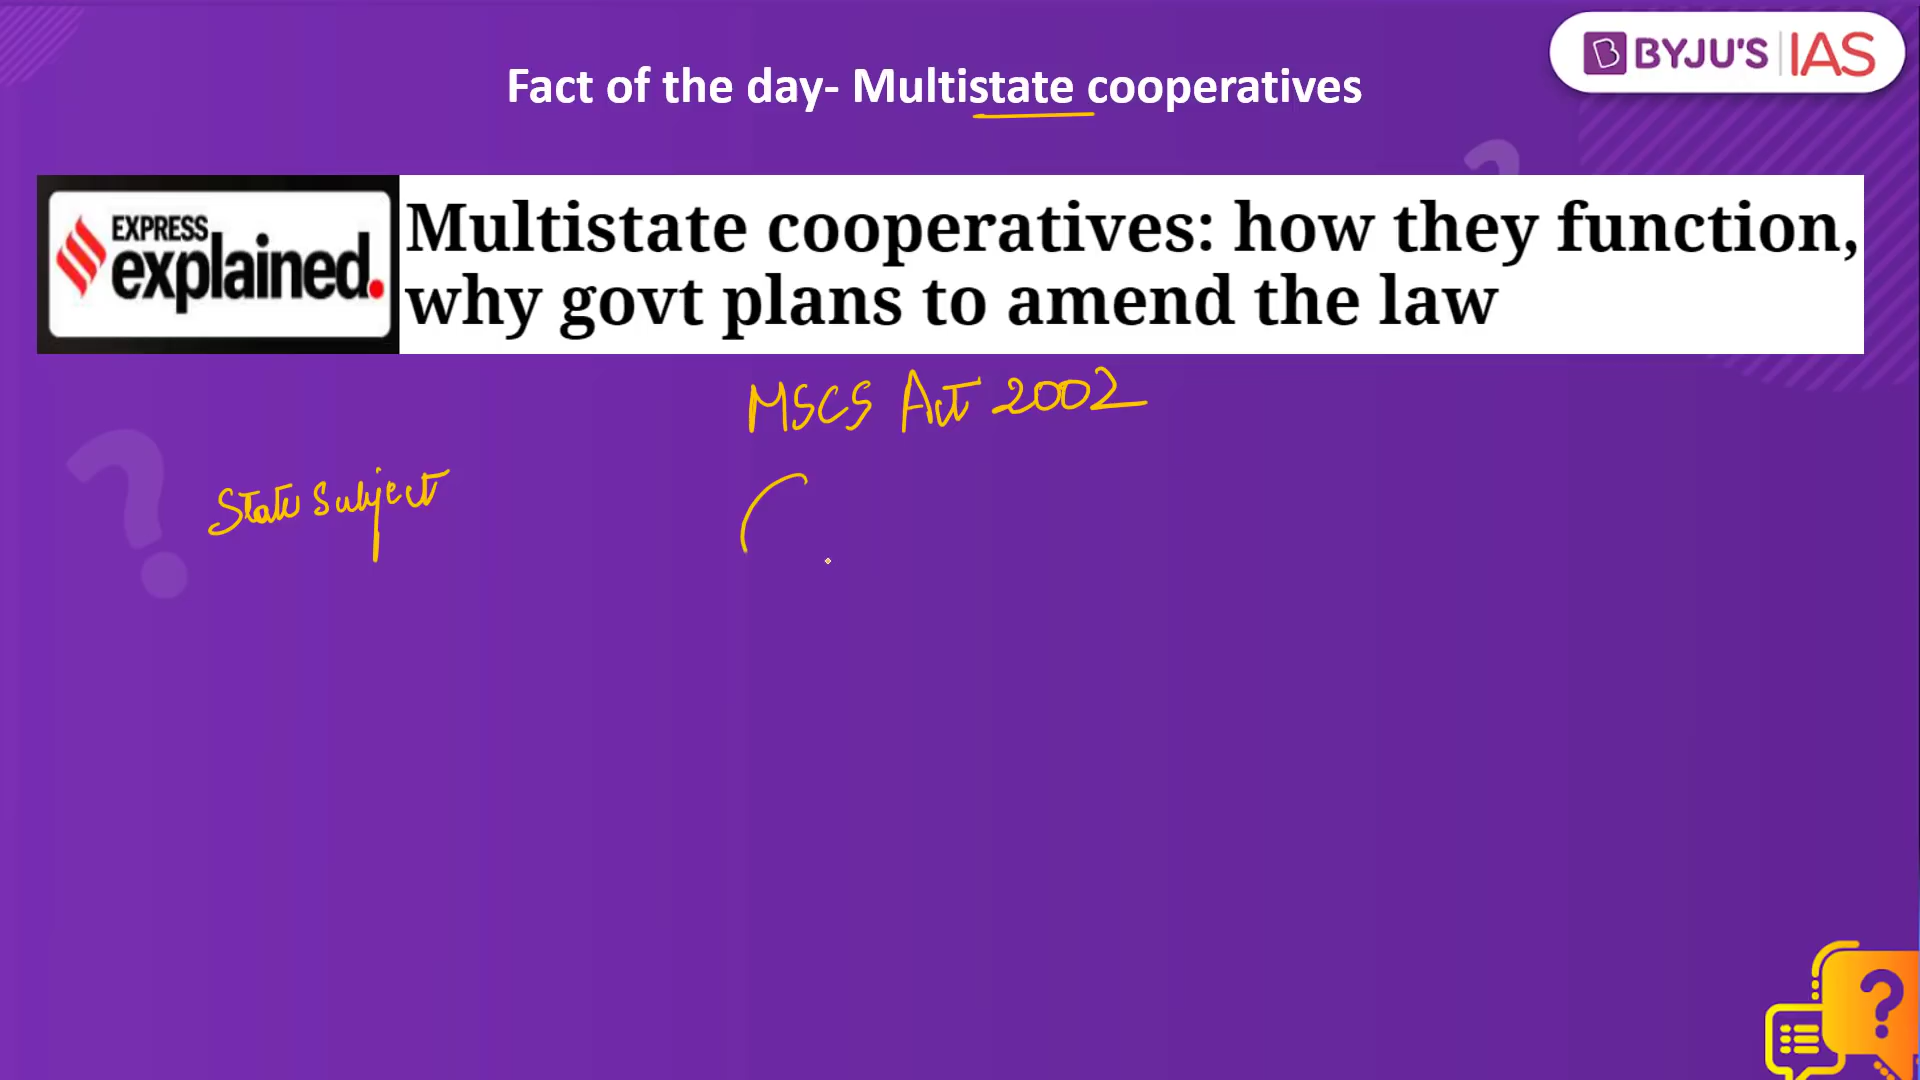 BYJU'S IAS
Fact of the day- Multistate cooperatives
EXPRESS
explained.
Multistate cooperatives: how they function,
why govt plans to amend the law
MSCS Act 2002
State Subject